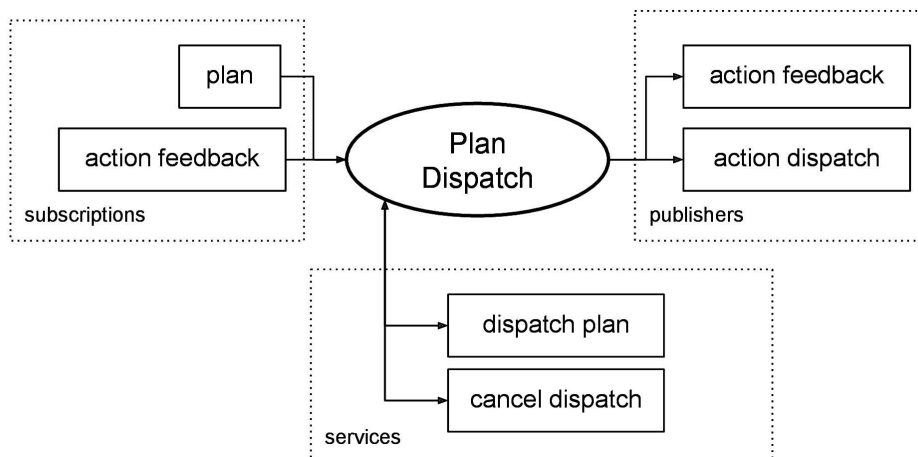 plan
action feedback
subscriptions
Plan
Dispatch
action feedback
action dispatch
publishers
dispatch plan
cancel dispatch
services